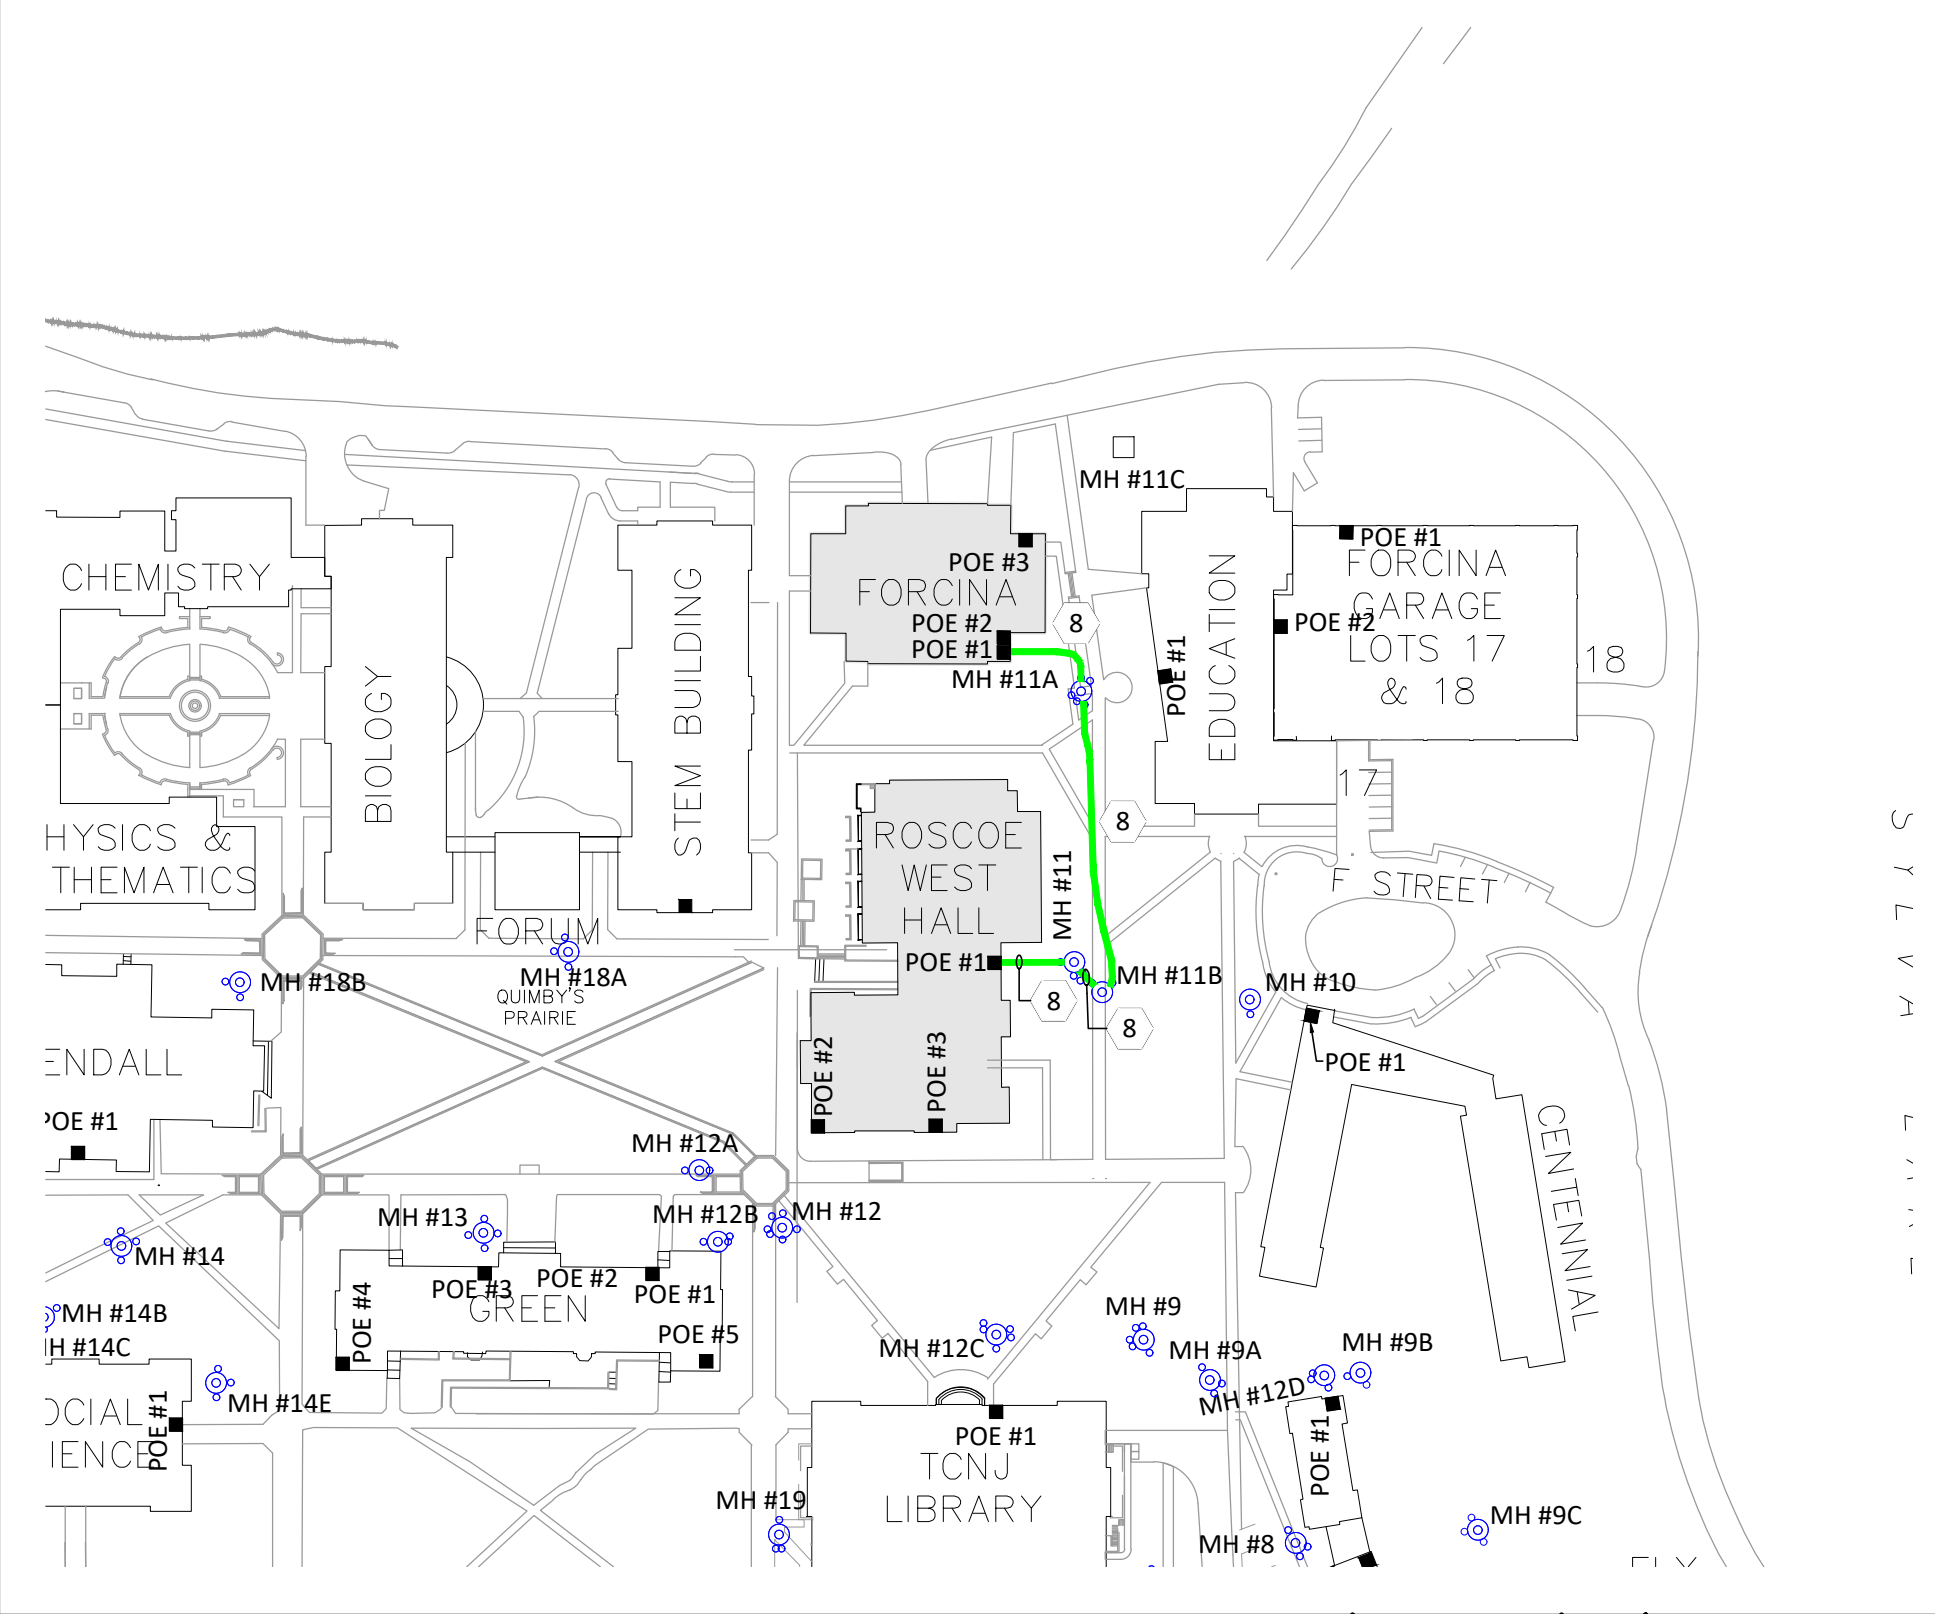 MH #11C
POE #1
FORCINA
GARAGE
LOTS 17
& 18
POE #2
18
17
POE #3
FORCINA
POE #2
POE #1
8
MH #11A
POE #1
EDUCATION
CHEMISTRY
BIOLOGY
STEM BUILDING
HYSICS &
THEMATICS
ROSCOE
WEST
HALL
MH #11
8
F STREET
SYLVA
FORUM
MH #18A
MH #18B
QUIMBY'S
PRAIRIE
POE #1
8
MH #11B
8
MH #10
POE #1
ENDALL
POE #1
POE #2
POE #3
CENTENNIAL
MH #12A
MH #12B
MH #12
MH #13
MH #14
POE #3
POE #2
POE #1
GREEN
POE #4
POE #5
MH #14B
MH #14C
MH #14E
MH #12C
MH #9
MH #9A
MH #9B
MH #12D
POE #1
OCIAL
IENCE
POE #1
POE #1
TCNJ
LIBRARY
MH #19
MH #8
MH #9C